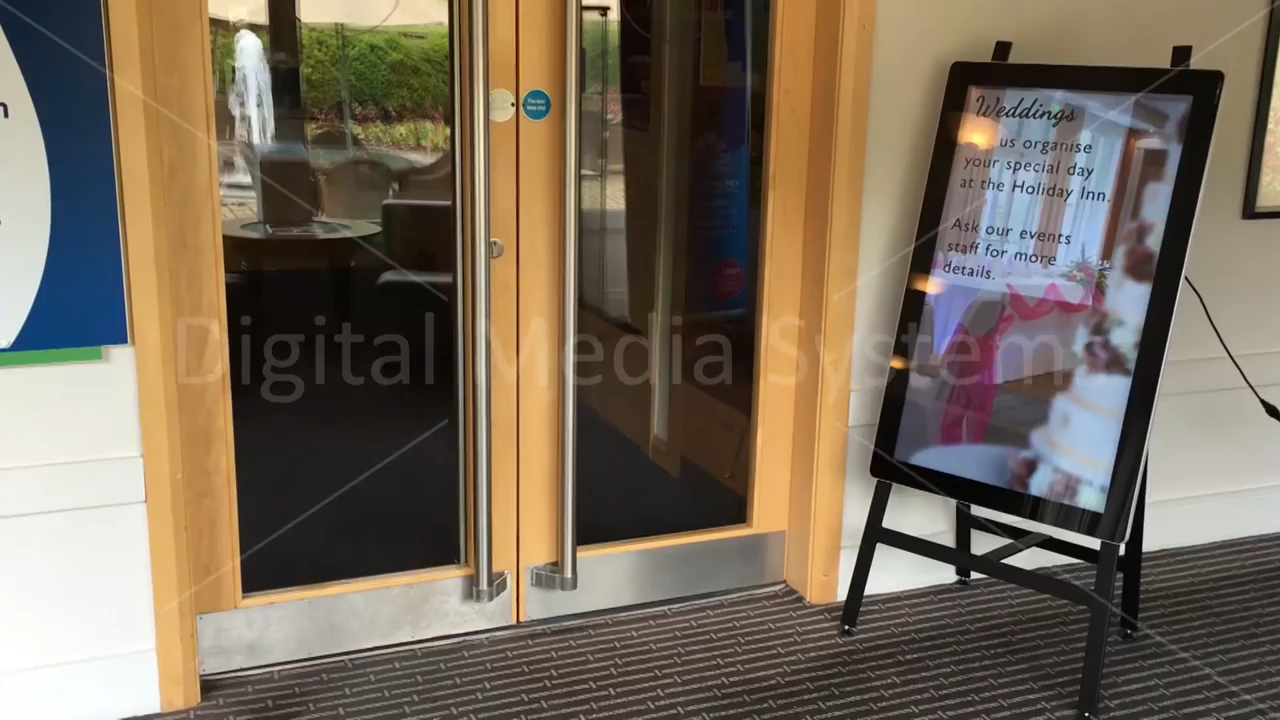 Weddings
us organise
your special day
at the Holiday Inn.
Ask our events
staff for more
details.
Digital Media Systems